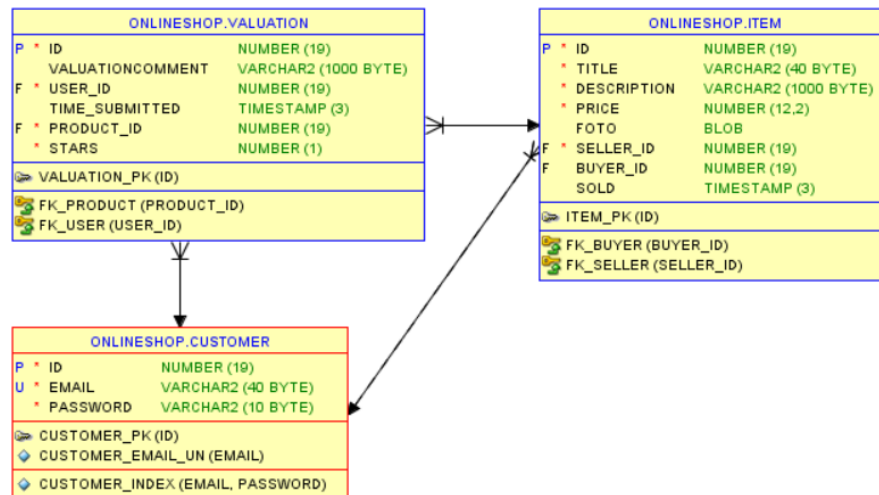 ONLINESHOP.VALUATION
P * ID NUMBER (19)
VALUATIONCOMMENT VARCHAR2 (1000 BYTE)
F * USER_ID NUMBER (19)
TIME_SUBMITTED TIMESTAMP (3)
F * PRODUCT_ID NUMBER (19)
* STARS NUMBER (1)
VALUATION_PK (ID)
FK_PRODUCT (PRODUCT_ID)
FK_USER (USER_ID)
ONLINESHOP.ITEM
P * ID NUMBER (19)
* TITLE VARCHAR2 (40 BYTE)
* DESCRIPTION VARCHAR2 (1000 BYTE)
* PRICE NUMBER (12,2)
FOTO BLOB
F * SELLER_ID NUMBER (19)
F BUYER_ID NUMBER (19)
SOLD TIMESTAMP (3)
ITEM_PK (ID)
FK_BUYER (BUYER_ID)
FK_SELLER (SELLER_ID)
ONLINESHOP.CUSTOMER
P * ID NUMBER (19)
U * EMAIL VARCHAR2 (40 BYTE)
* PASSWORD VARCHAR2 (10 BYTE)
CUSTOMER_PK (ID)
CUSTOMER_EMAIL_UN (EMAIL)
CUSTOMER_INDEX (EMAIL, PASSWORD)